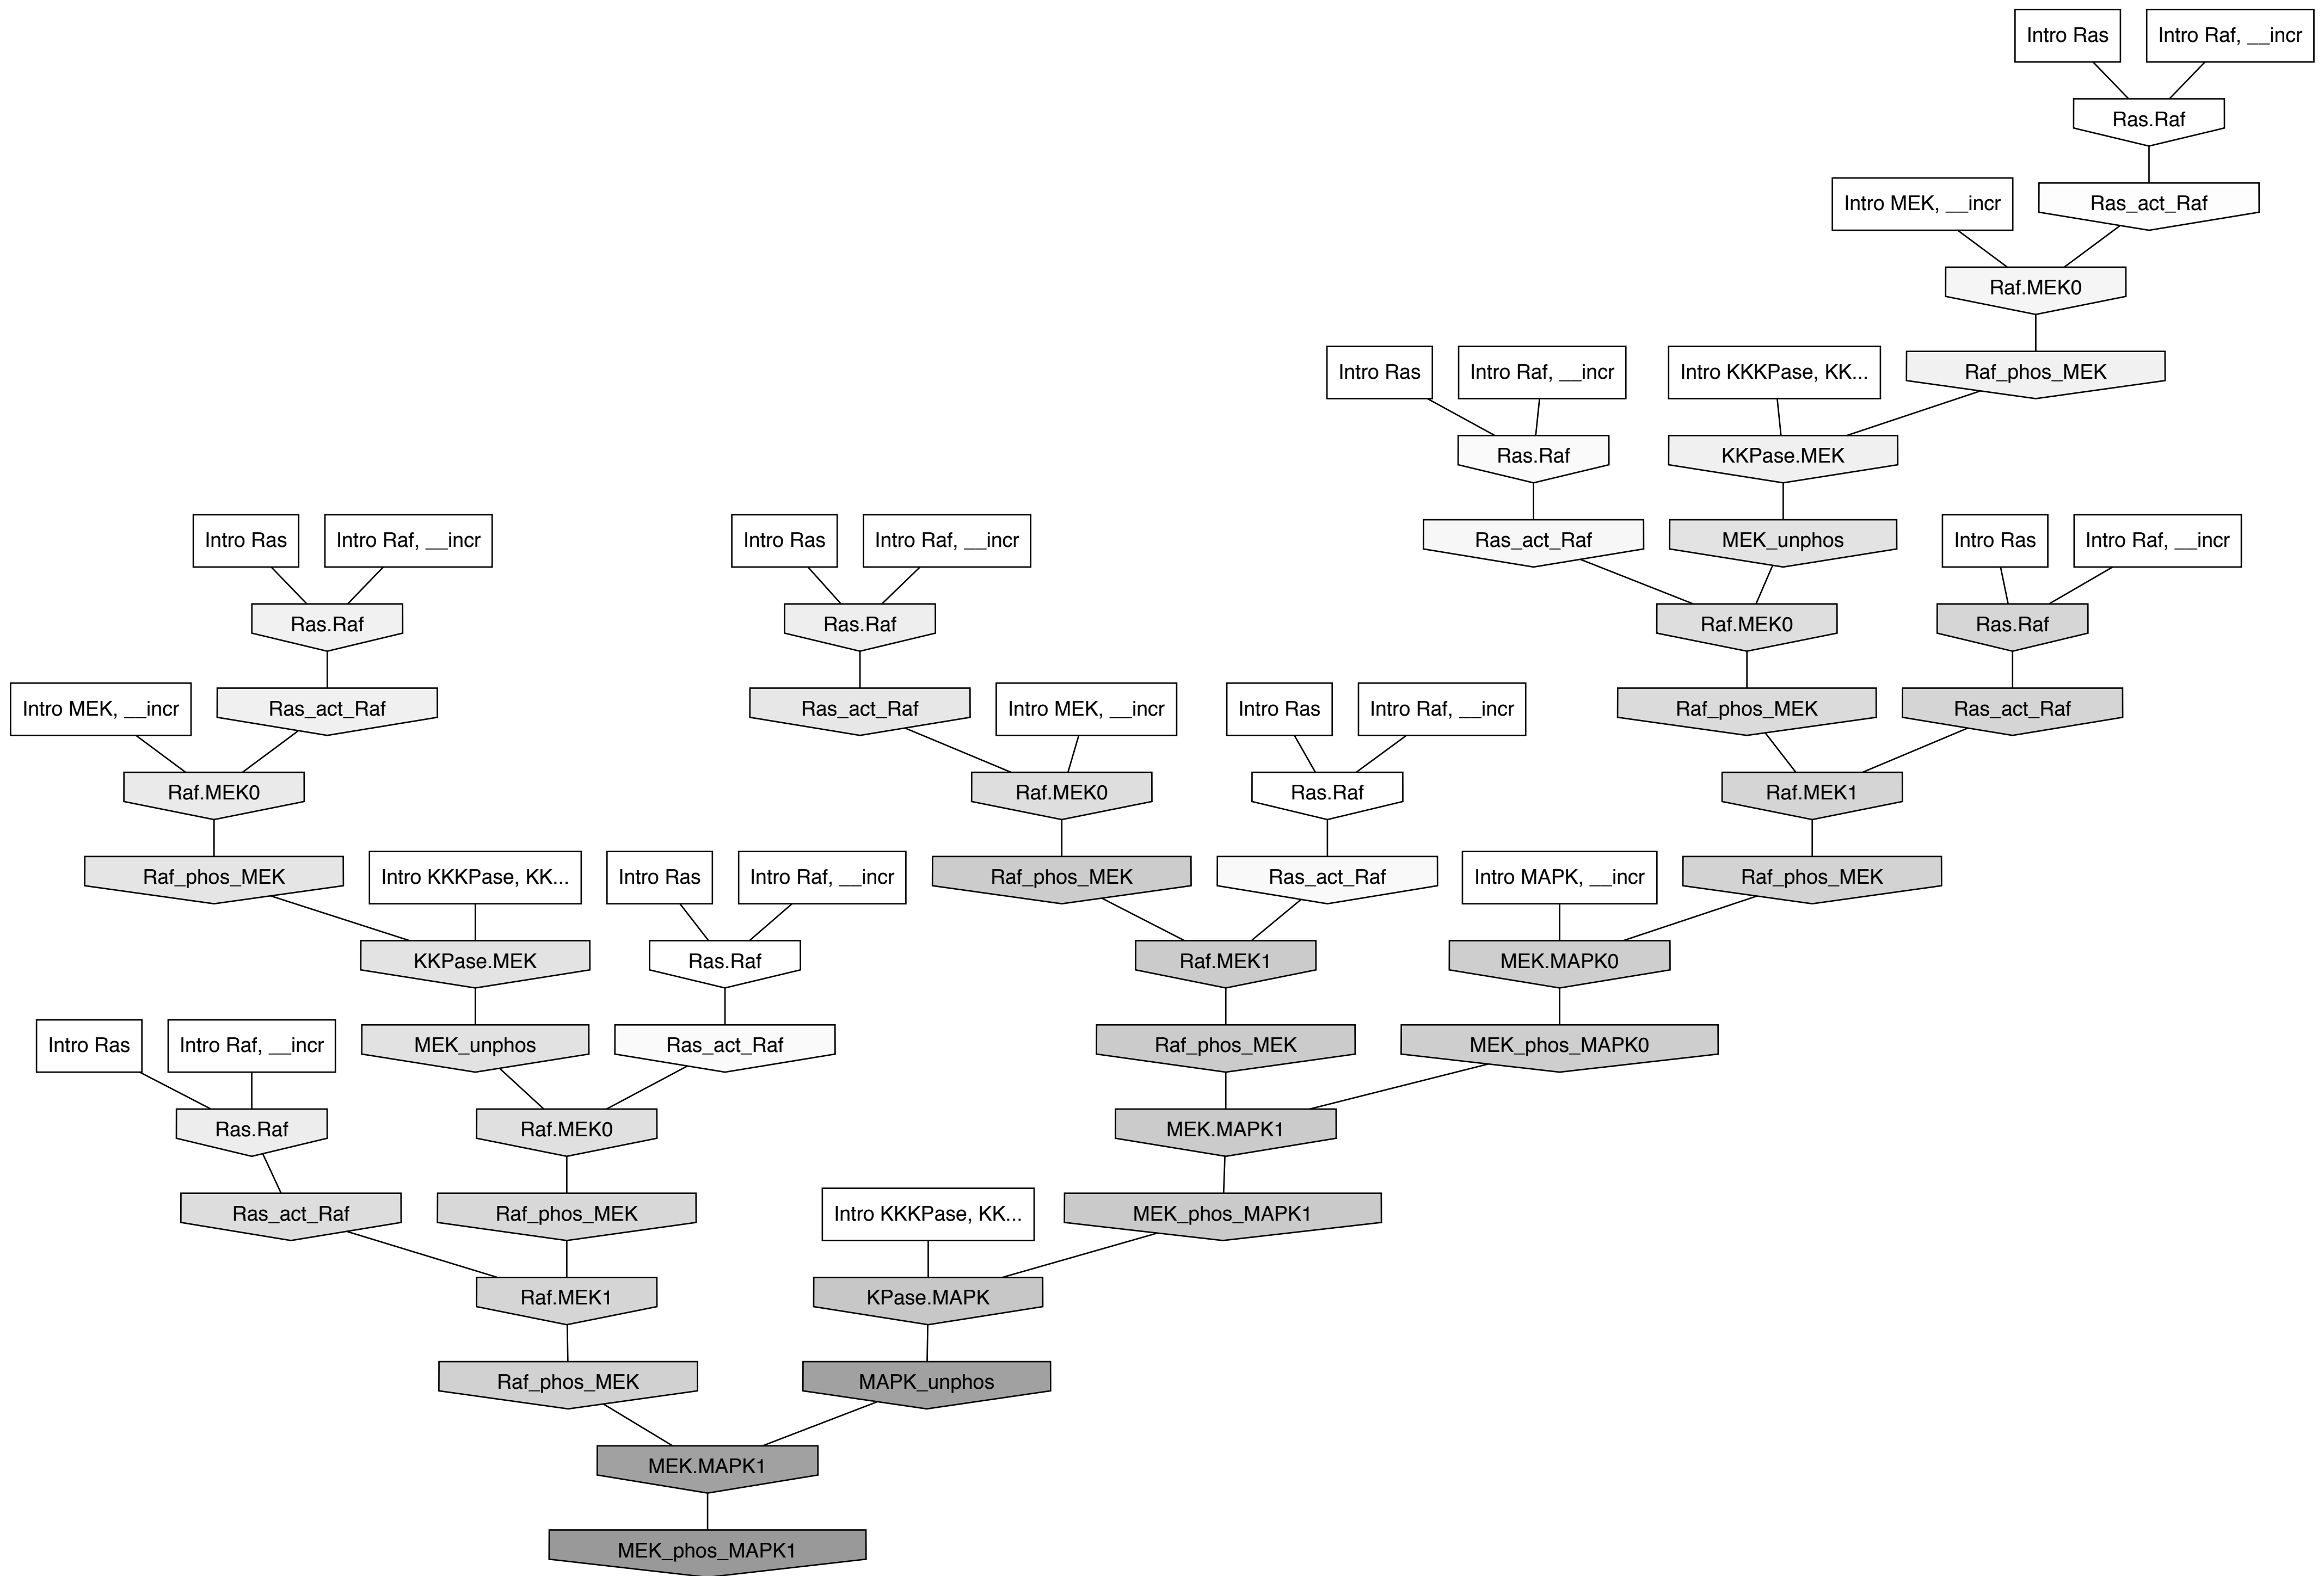 Intro Ras
Intro Raf, __incr
Ras.Raf
Intro MEK, __incr
Ras_act_Raf
Raf.MEK0
Intro Ras
Intro Raf, __incr
Intro KKKPase, KK...
Raf_phos_MEK
Ras.Raf
KKPase.MEK
Intro Ras
Intro Raf, __incr
Intro Ras
Intro Raf, __incr
Ras_act_Raf
MEK_unphos
Intro Ras
Intro Raf, __incr
Ras.Raf
Ras.Raf
Raf.MEK0
Ras.Raf
Intro MEK, __incr
Ras_act_Raf
Ras_act_Raf
Intro MEK, __incr
Intro Ras
Intro Raf, __incr
Raf_phos_MEK
Ras_act_Raf
Raf.MEK0
Raf.MEK0
Ras.Raf
Raf.MEK1
Raf_phos_MEK
Intro KKKPase, KK...
Intro Ras
Intro Raf, __incr
Raf_phos_MEK
Ras_act_Raf
Intro MAPK, __incr
Raf_phos_MEK
KKPase.MEK
Ras.Raf
Raf.MEK1
MEK.MAPK0
Intro Ras
Intro Raf, __incr
MEK_unphos
Ras_act_Raf
Raf_phos_MEK
MEK_phos_MAPK0
Ras.Raf
Raf.MEK0
MEK.MAPK1
Ras_act_Raf
Raf_phos_MEK
Intro KKKPase, KK...
MEK_phos_MAPK1
Raf.MEK1
KPase.MAPK
Raf_phos_MEK
MAPK_unphos
MEK.MAPK1
MEK_phos_MAPK1